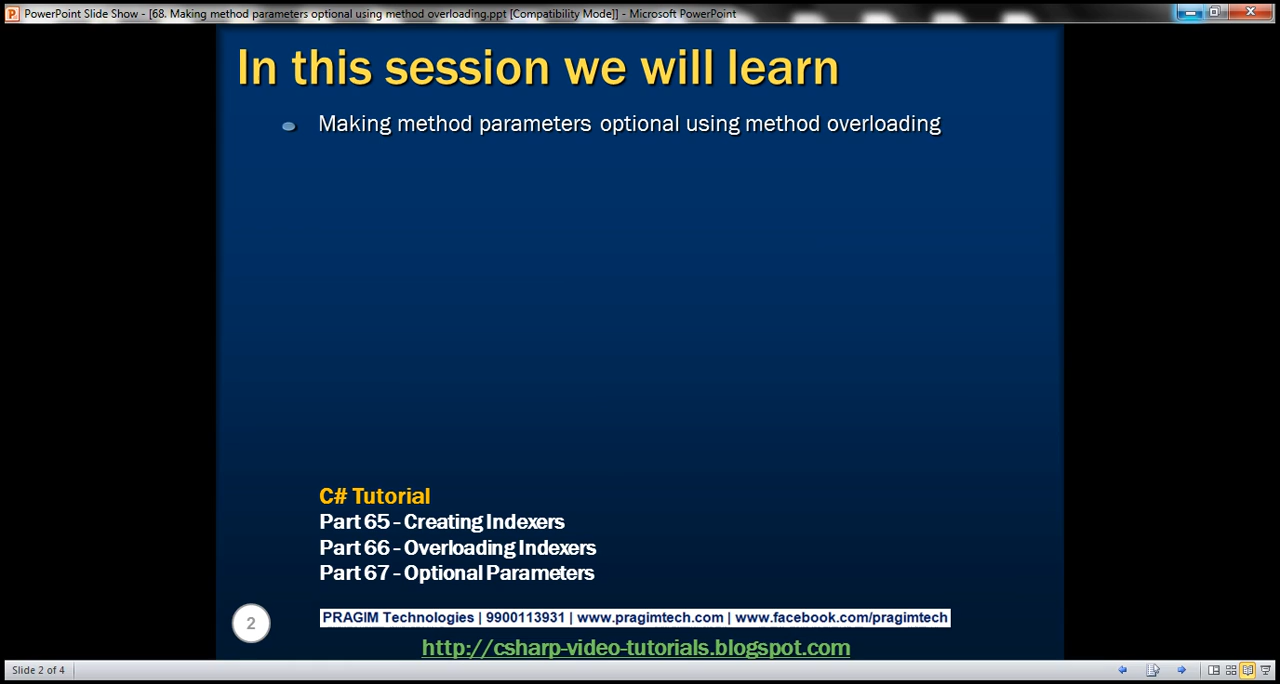 PowerPoint Slide Show - [68. Making method parameters optional using method overloading.ppt [Compatibility Mode]] - Microsoft PowerPoint
In this session we will learn
Making method parameters optional using method overloading
C# Tutorial
Part 65 - Creating Indexers
Part 66 - Overloading Indexers
Part 67 - Optional Parameters
2
PRAGIM Technologies | 9900113931 | www.pragimtech.com | www.facebook.com/pragimtech
http://csharp-video-tutorials.blogspot.com
Slide 2 of 4